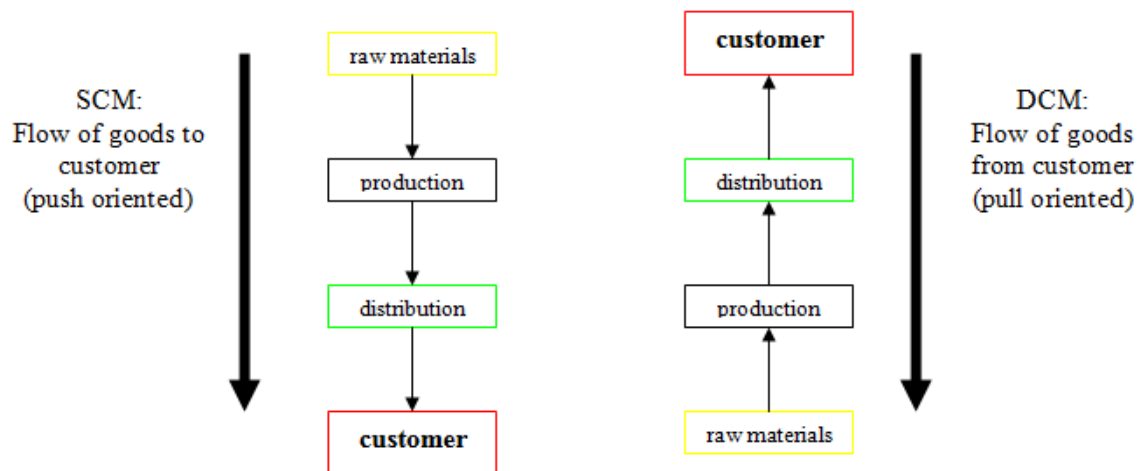 SCM:
Flow of goods to
customer
(push oriented)
raw materials
production
distribution
customer
customer
distribution
production
raw materials
DCM:
Flow of goods
from customer
(pull oriented)